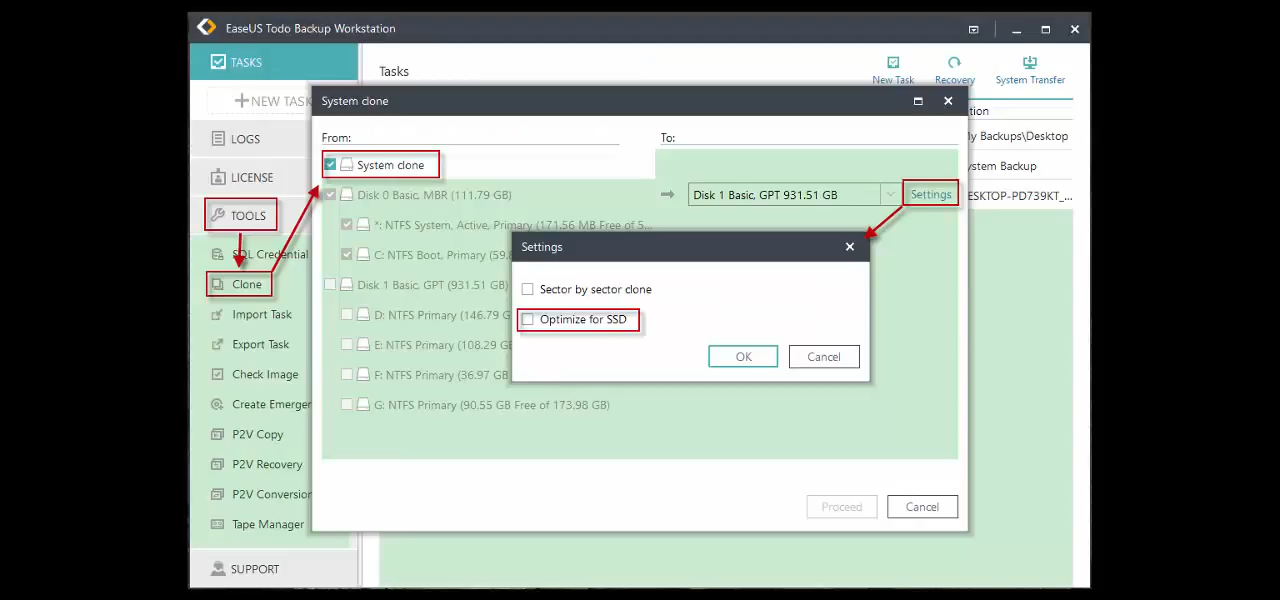 EaseUS Todo Backup Workstation
TASKS
NEW TASK
LOGS
LICENSE
TOOLS
SQL Credential
Clone
Import Task
Export Task
Check Image
Create Emerger
P2V Copy
P2V Recovery
P2V Conversion
Tape Manager
SUPPORT
Tasks
New Task
Recovery
System Transfer
tion
My Backups\Desktop
ystem Backup
ESKTOP-PD739KT_...
System clone
From:
To:
System clone
Disk 0 Basic, MBR (111.79 GB)
*: NTFS System, Active, Primary (171.56 MB Free of 5...
C: NTFS Boot, Primary (59.8
Disk 1 Basic, GPT (931.51 GB)
D: NTFS Primary (146.79 G
E: NTFS Primary (108.29 GB
F: NTFS Primary (36.97 GB
G: NTFS Primary (90.55 GB Free of 173.98 GB)
Disk 1 Basic, GPT 931.51 GB
Settings
Settings
Sector by sector clone
Optimize for SSD
OK
Cancel
Proceed
Cancel